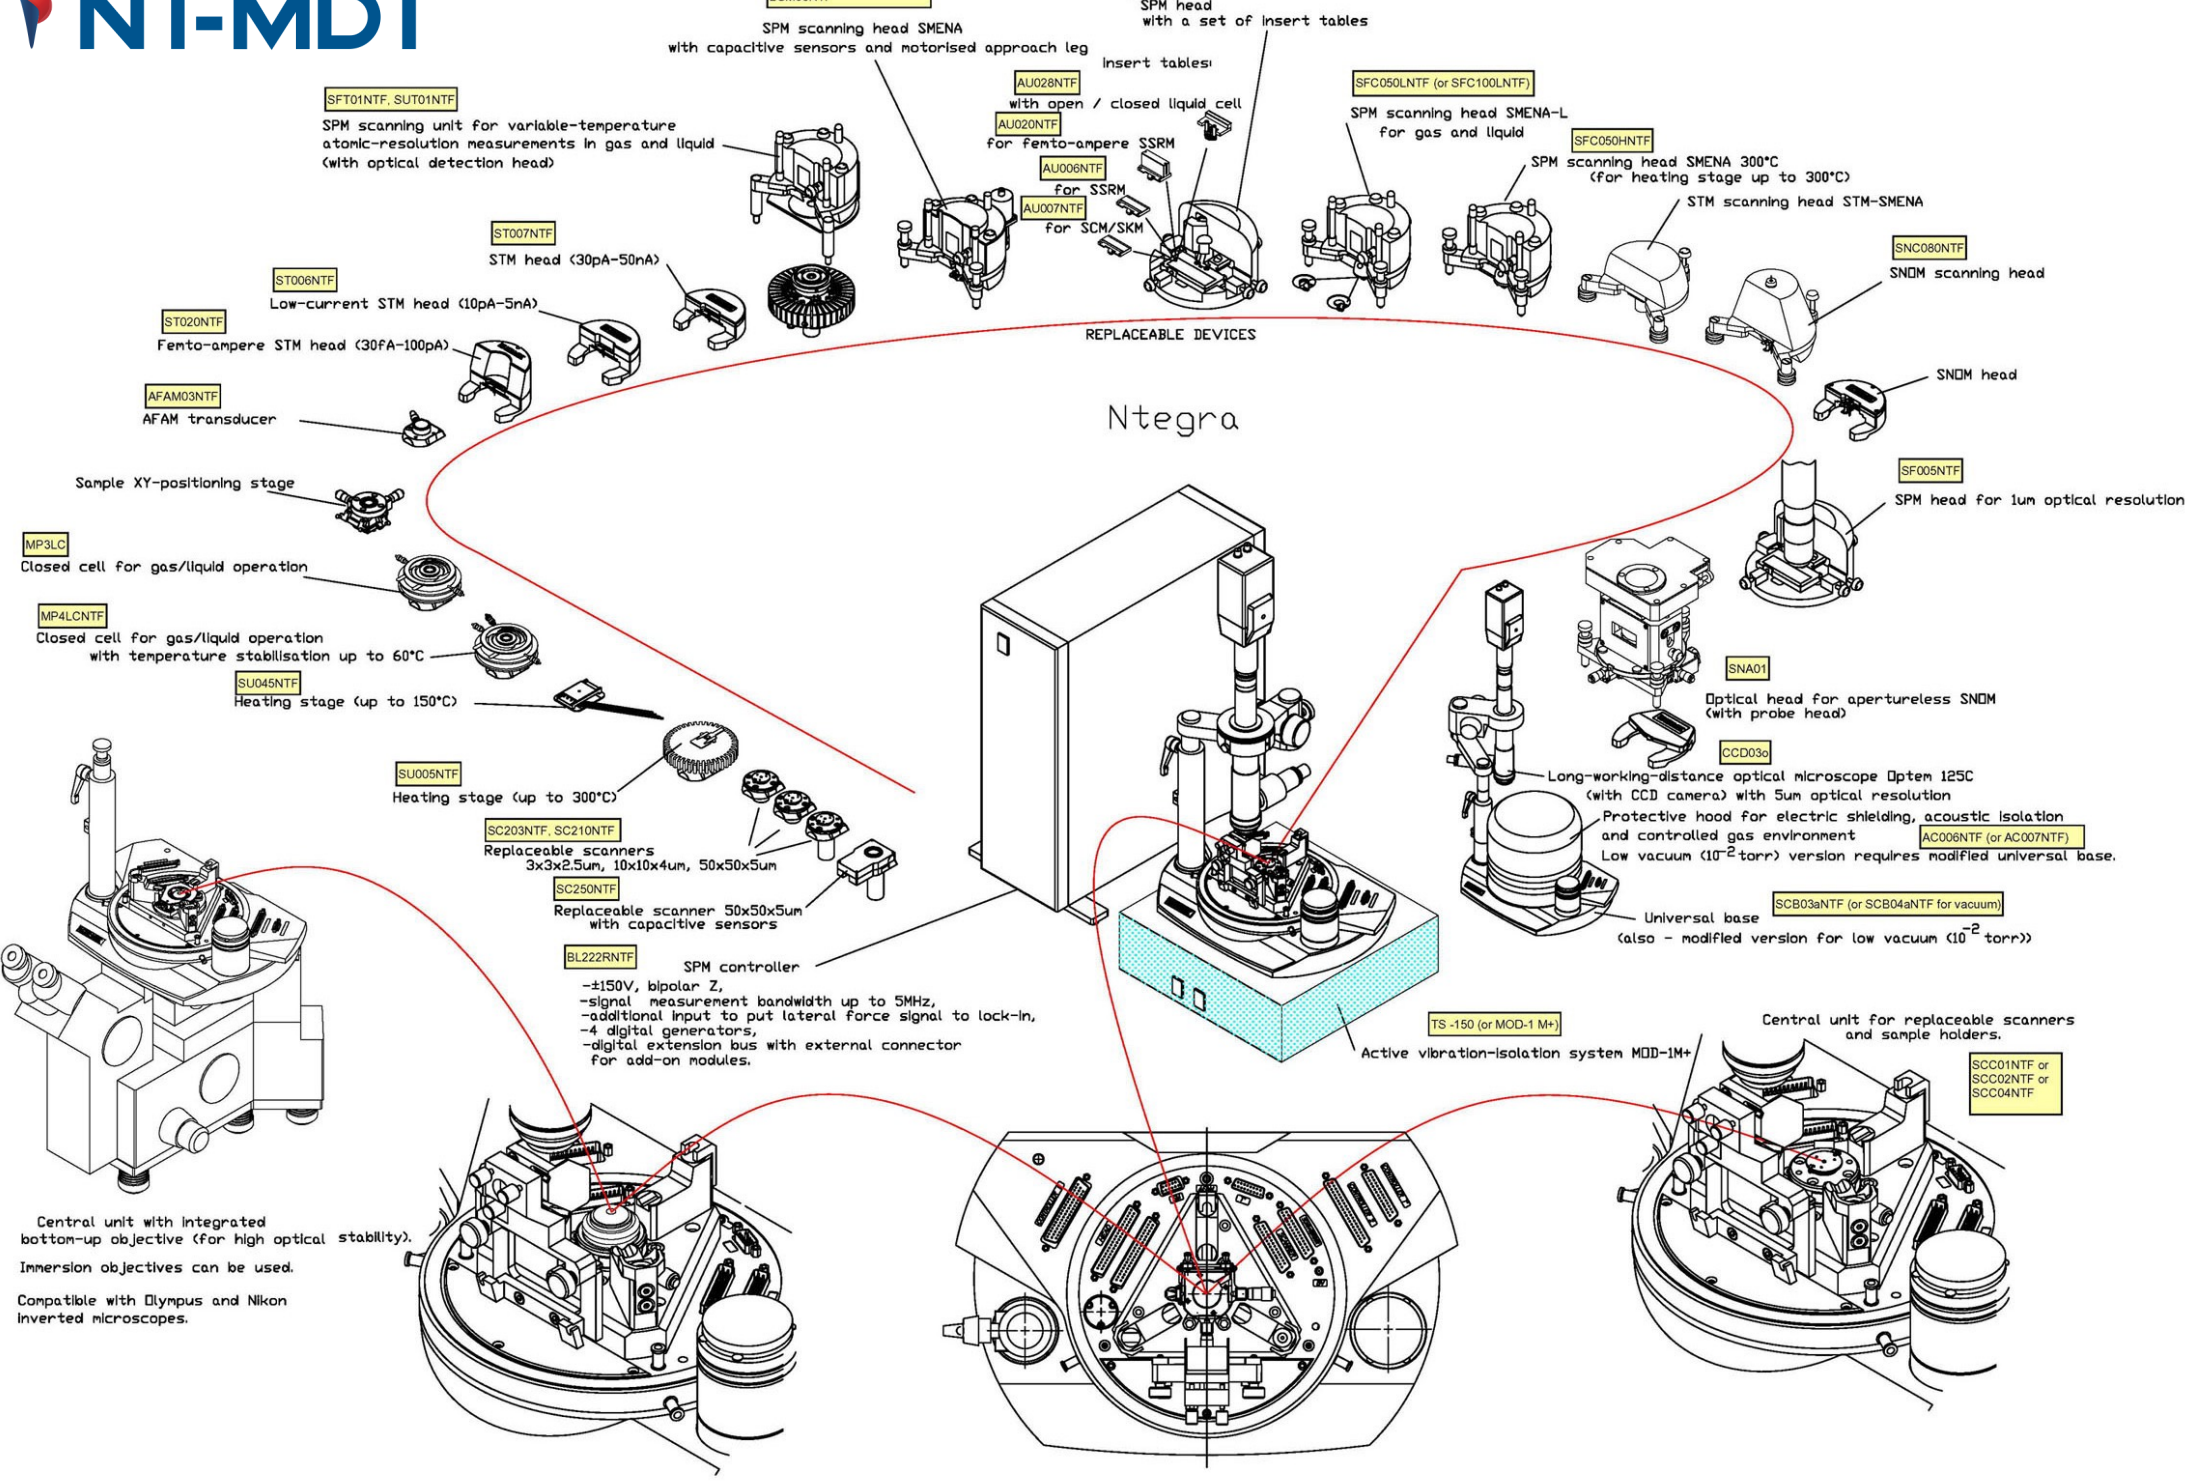 NT-MDT
SPM scanning head SMENA
with capacitive sensors and motorised approach leg
SPM head
with a set of insert tables
Insert tables:
AU028NTF
with open / closed liquid cell
AU020NTF
for femto-ampere SSRM
AU006NTF
for SSRM
AU007NTF
for SCM/SKM
SFC050LNTF (or SFC100LNTF)
SPM scanning head SMENA-L
for gas and liquid
SFC050HNTF
SPM scanning head SMENA 300°C
(for heating stage up to 300°C)
STM scanning head STM-SMENA
SNC080NTF
SNOM scanning head
SNOM head
SF005NTF
SPM head for 1um optical resolution
SFT01NTF, SUT01NTF
SPM scanning unit for variable-temperature
atomic-resolution measurements in gas and liquid
(with optical detection head)
ST007NTF
STM head (30pA-50nA)
ST006NTF
Low-current STM head (10pA-5nA)
ST020NTF
Femto-ampere STM head (30fA-100pA)
AFAM03NTF
AFAM transducer
Sample XY-positioning stage
MP3LC
Closed cell for gas/liquid operation
MP4LCNTF
Closed cell for gas/liquid operation
with temperature stabilisation up to 60°C
SU045NTF
Heating stage (up to 150°C)
SU005NTF
Heating stage (up to 300°C)
SC203NTF, SC210NTF
Replaceable scanners
3x3x2.5um, 10x10x4um, 50x50x5um
SC250NTF
Replaceable scanner 50x50x5um
with capacitive sensors
BL222RNTF
SPM controller
-±150V, bipolar Z,
-signal measurement bandwidth up to 5MHz,
-additional input to put lateral force signal to lock-in,
-4 digital generators,
-digital extension bus with external connector
for add-on modules.
REPLACEABLE DEVICES
Ntegra
SNA01
Optical head for apertureless SNOM
(with probe head)
CCD03o
Long-working-distance optical microscope Optem 125C
(with CCD camera) with 5um optical resolution
Protective hood for electric shielding, acoustic isolation
and controlled gas environment
AC006NTF (or AC007NTF)
Low vacuum (10⁻² torr) version requires modified universal base.
SCB03aNTF (or SCB04aNTF for vacuum)
Universal base
(also - modified version for low vacuum (10⁻² torr))
TS -150 (or MOD-1 M+)
Active vibration-isolation system MOD-1M+
Central unit for replaceable scanners
and sample holders.
SCC01NTF or
SCC02NTF or
SCC04NTF
Central unit with integrated
bottom-up objective (for high optical stability).
Immersion objectives can be used.
Compatible with Olympus and Nikon
inverted microscopes.